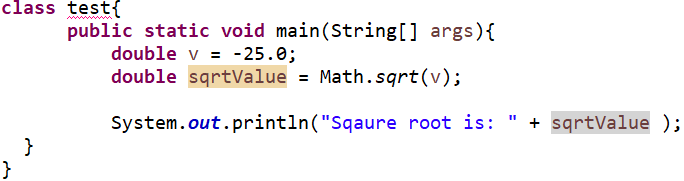 class test{
public static void main(String[] args){
double v = -25.0;
double sqrtValue = Math.sqrt(v);
System.out.println("Sqaure root is: " + sqrtValue );
}
}